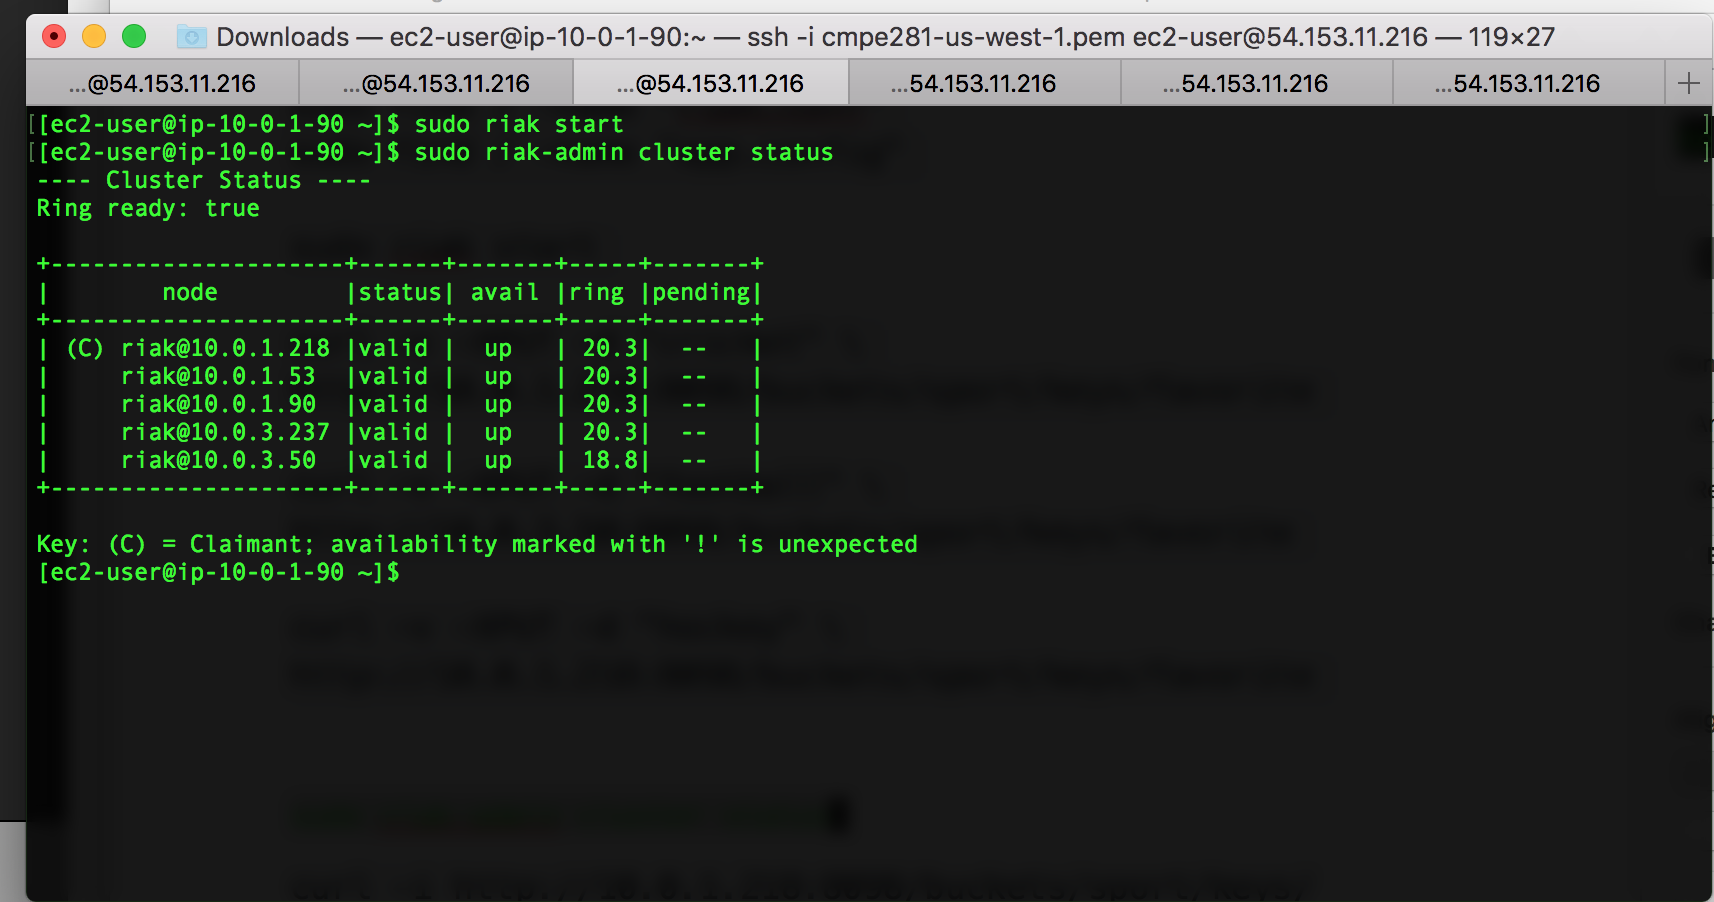 Downloads — ec2-user@ip-10-0-1-90:~ — ssh -i cmpe281-us-west-1.pem ec2-user@54.153.11.216 — 119×27
...@54.153.11.216 ...@54.153.11.216 ...@54.153.11.216 ...54.153.11.216 ...54.153.11.216 ...54.153.11.216 +
[[ec2-user@ip-10-0-1-90 ~]$ sudo riak start ]
[[ec2-user@ip-10-0-1-90 ~]$ sudo riak-admin cluster status ]
---- Cluster Status ----
Ring ready: true
+---------------------+------+-------+-----+-------+
|        node         |status| avail |ring |pending|
+---------------------+------+-------+-----+-------+
| (C) riak@10.0.1.218 |valid |  up   | 20.3|  --   |
|     riak@10.0.1.53  |valid |  up   | 20.3|  --   |
|     riak@10.0.1.90  |valid |  up   | 20.3|  --   |
|     riak@10.0.3.237 |valid |  up   | 20.3|  --   |
|     riak@10.0.3.50  |valid |  up   | 18.8|  --   |
+---------------------+------+-------+-----+-------+
Key: (C) = Claimant; availability marked with '!' is unexpected
[ec2-user@ip-10-0-1-90 ~]$